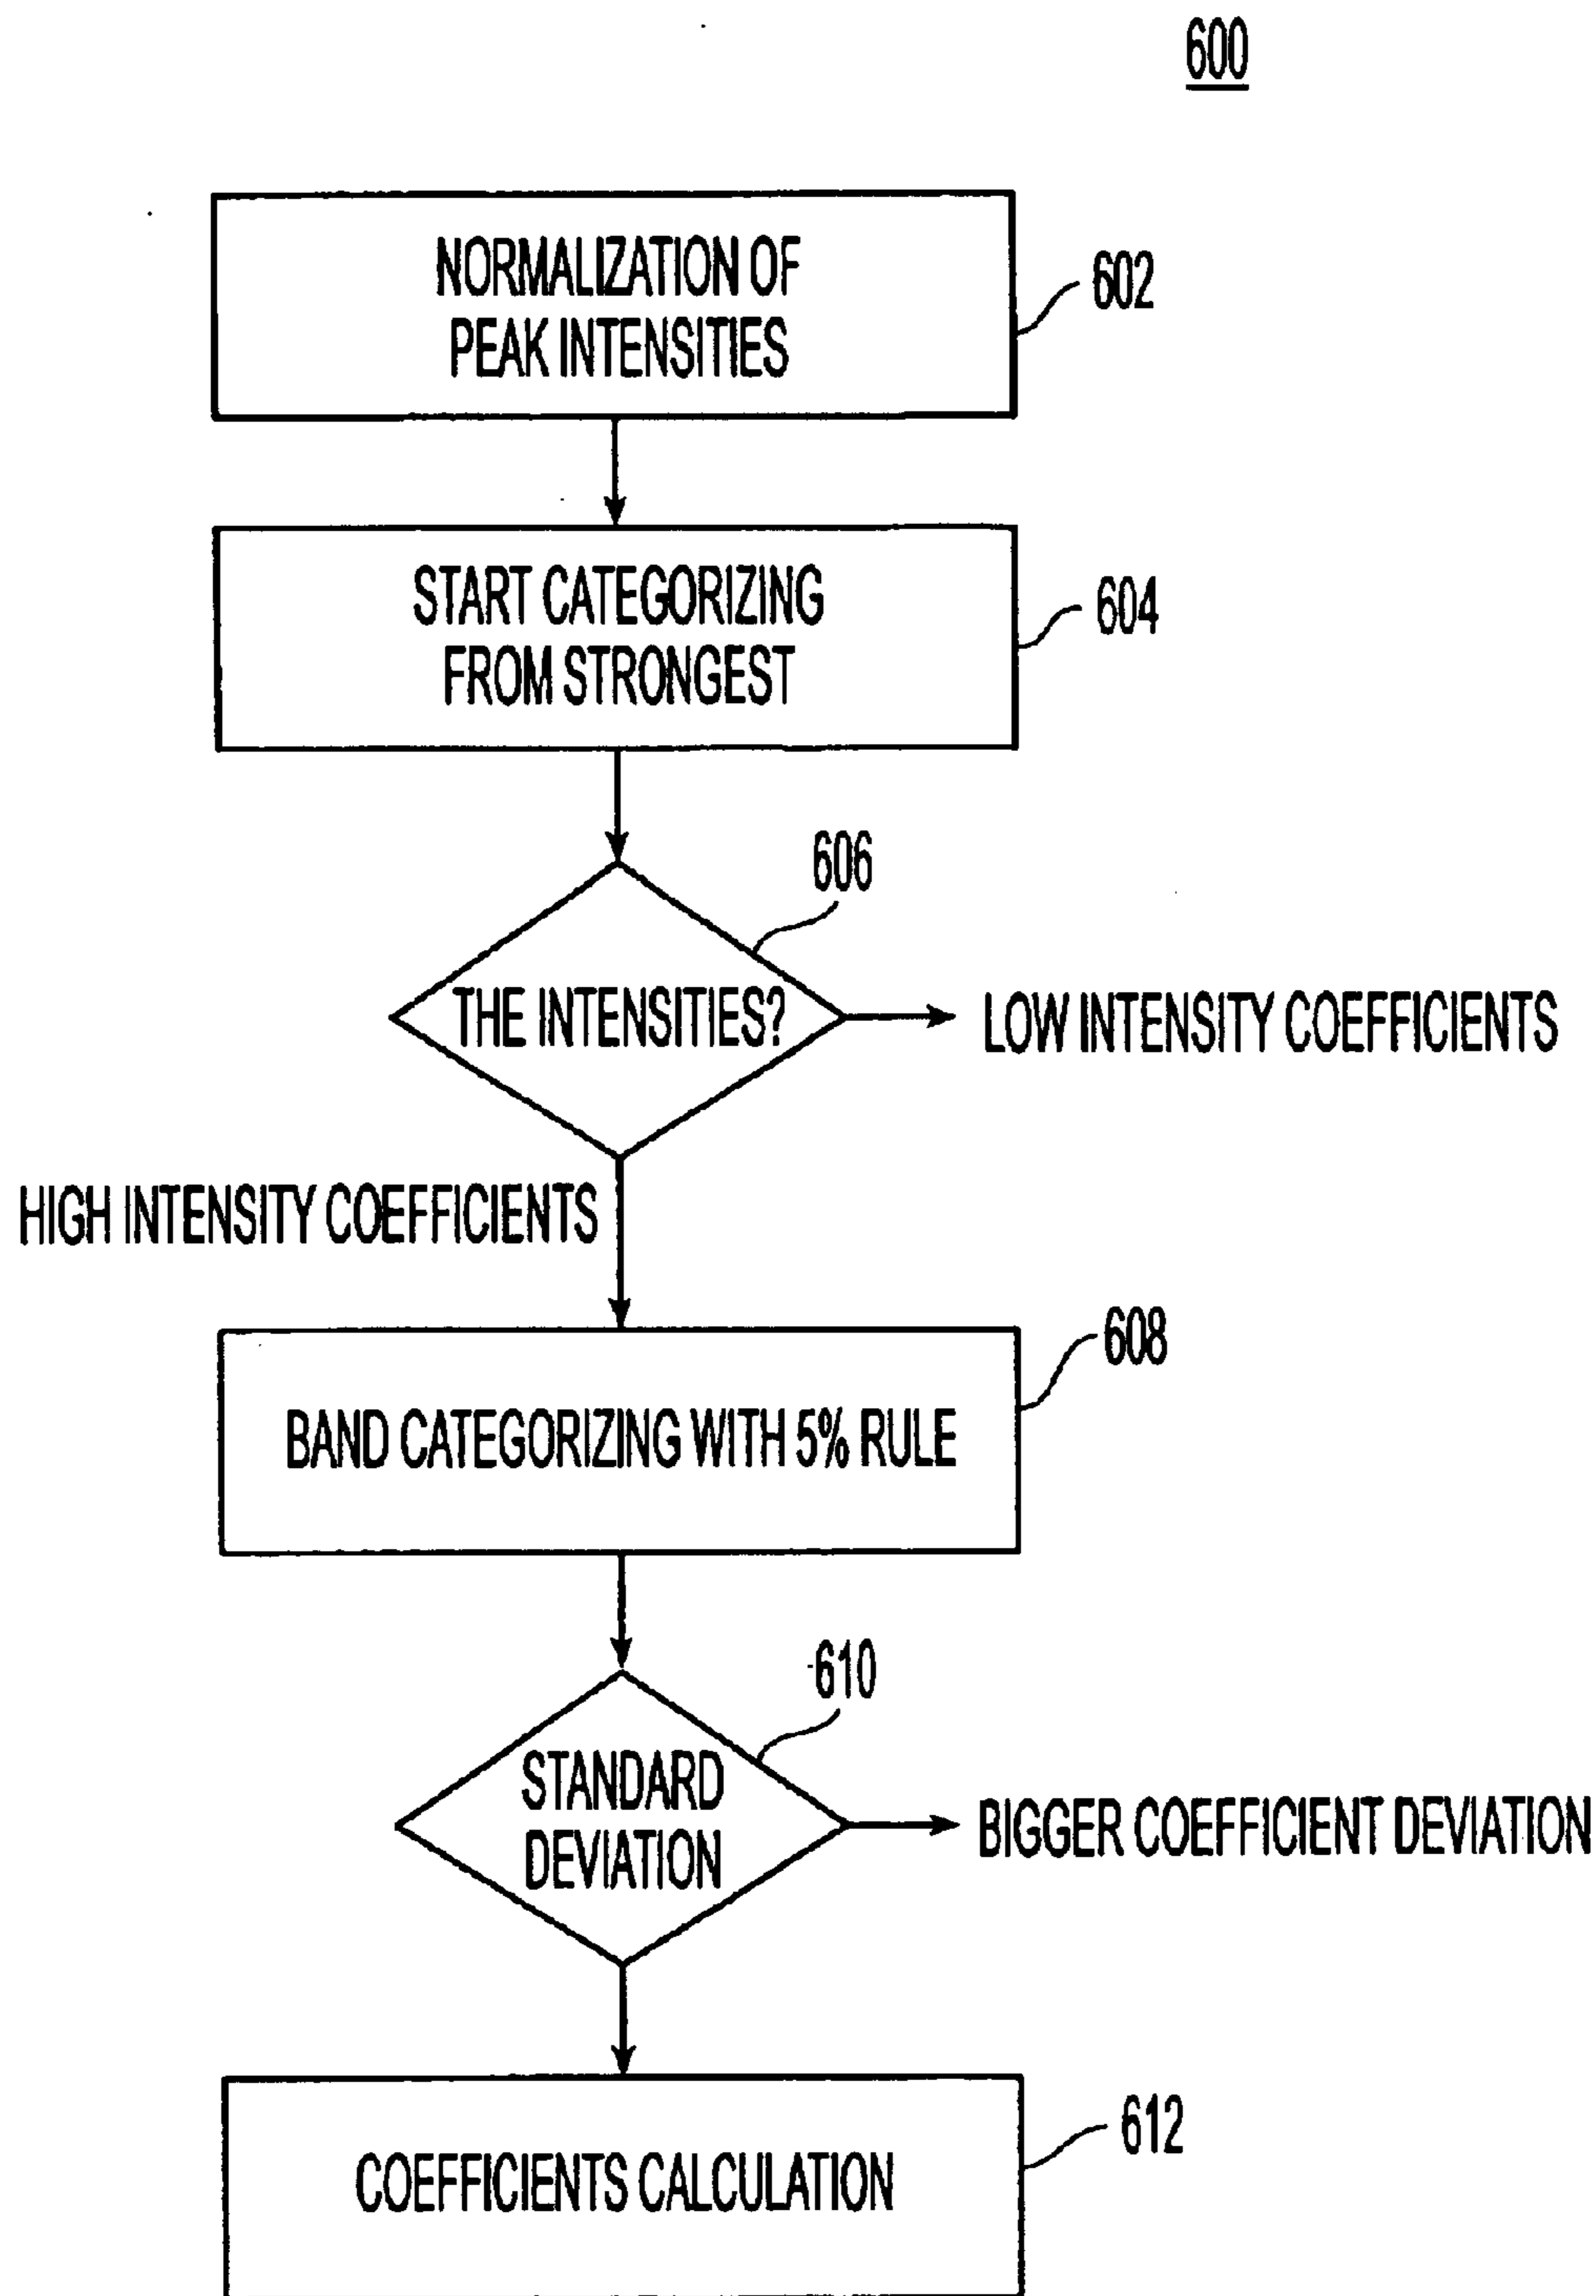 600
NORMALIZATION OF
PEAK INTENSITIES
602
START CATEGORIZING
FROM STRONGEST
604
606
THE INTENSITIES?
LOW INTENSITY COEFFICIENTS
HIGH INTENSITY COEFFICIENTS
608
BAND CATEGORIZING WITH 5% RULE
610
STANDARD
DEVIATION
BIGGER COEFFICIENT DEVIATION
612
COEFFICIENTS CALCULATION